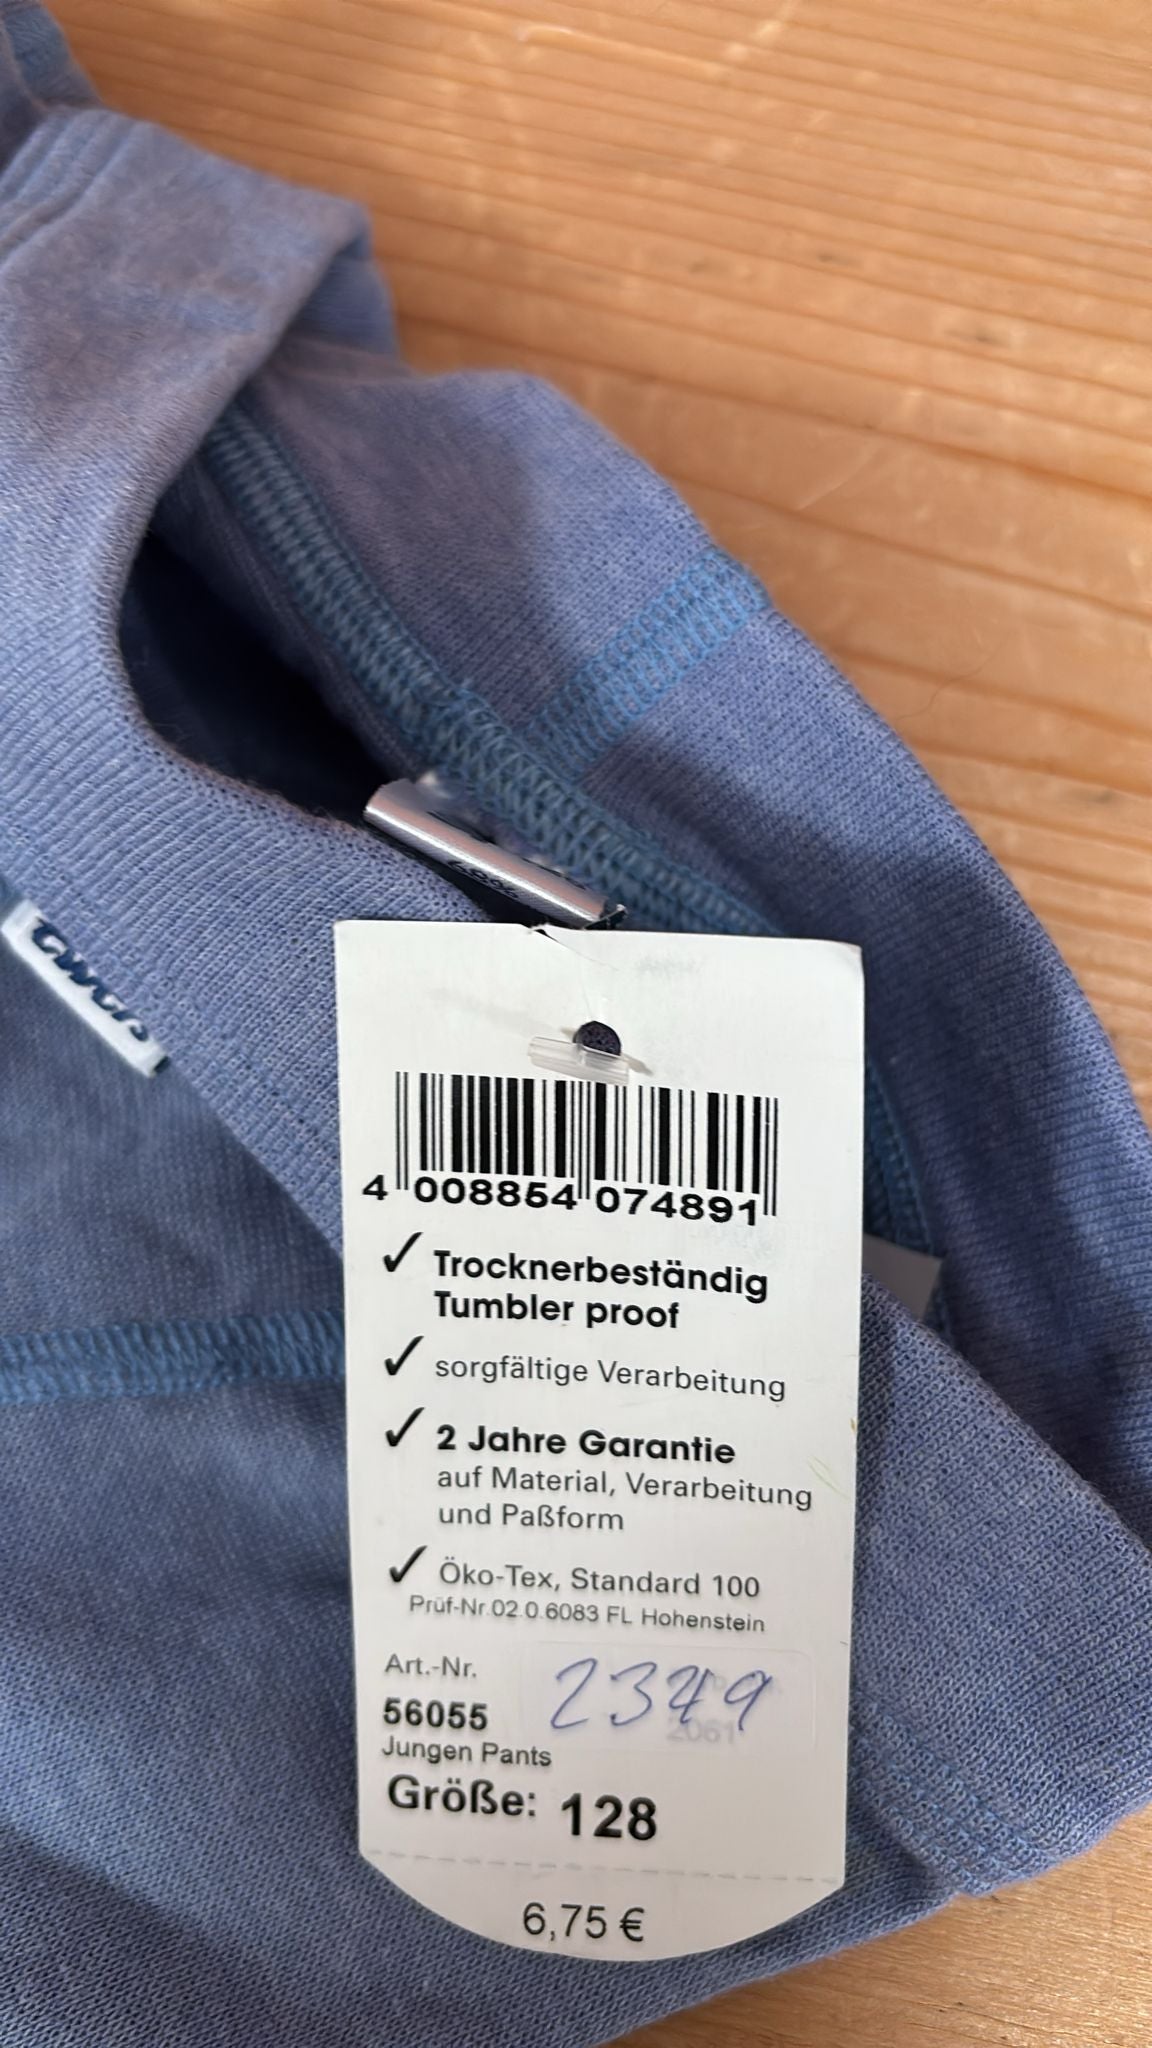 ewers
4 008854 074891
✓ Trocknerbeständig
Tumbler proof
✓ sorgfältige Verarbeitung
✓ 2 Jahre Garantie
auf Material, Verarbeitung
und Paßform
✓ Öko-Tex, Standard 100
Prüf-Nr.02.0.6083 FL Hohenstein
Art.-Nr.
56055
2061
Jungen Pants
Größe: 128
6,75 €